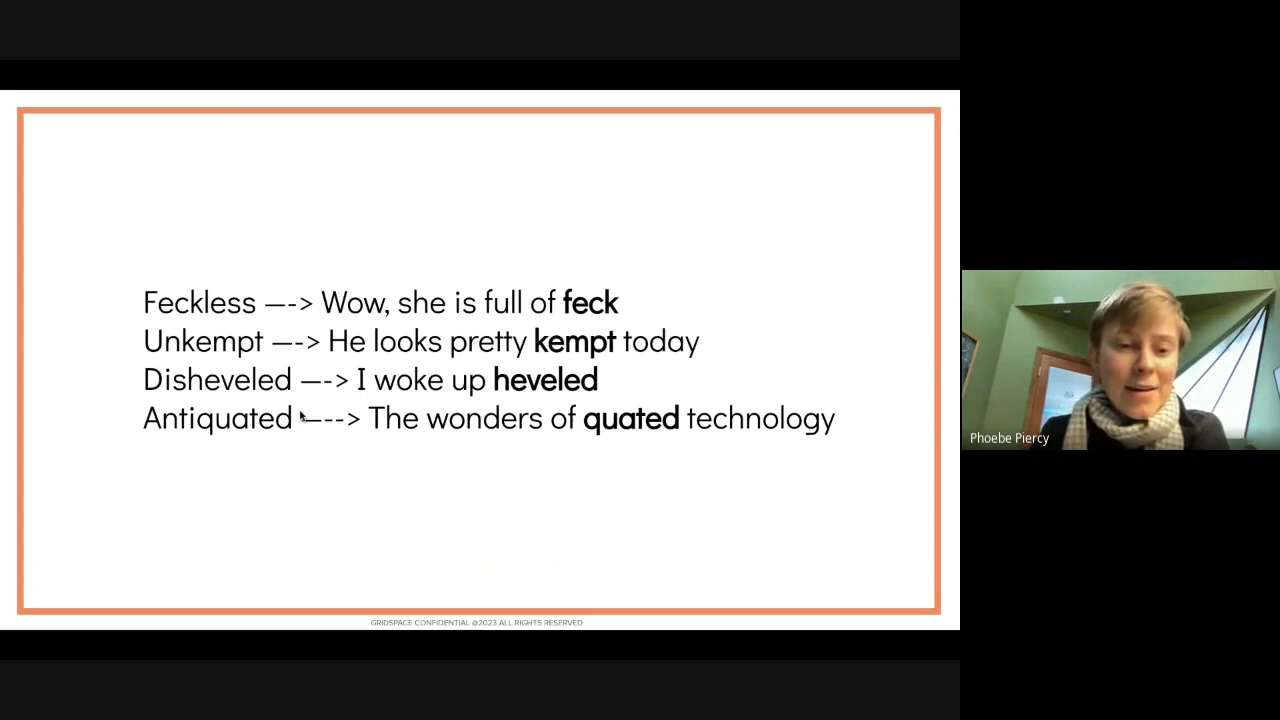 Feckless —-> Wow, she is full of feck
Unkempt —-> He looks pretty kempt today
Disheveled —-> I woke up heveled
Antiquated —--> The wonders of quated technology
GRIDSPACE CONFIDENTIAL @2023 ALL RIGHTS RESERVED
Phoebe Piercy